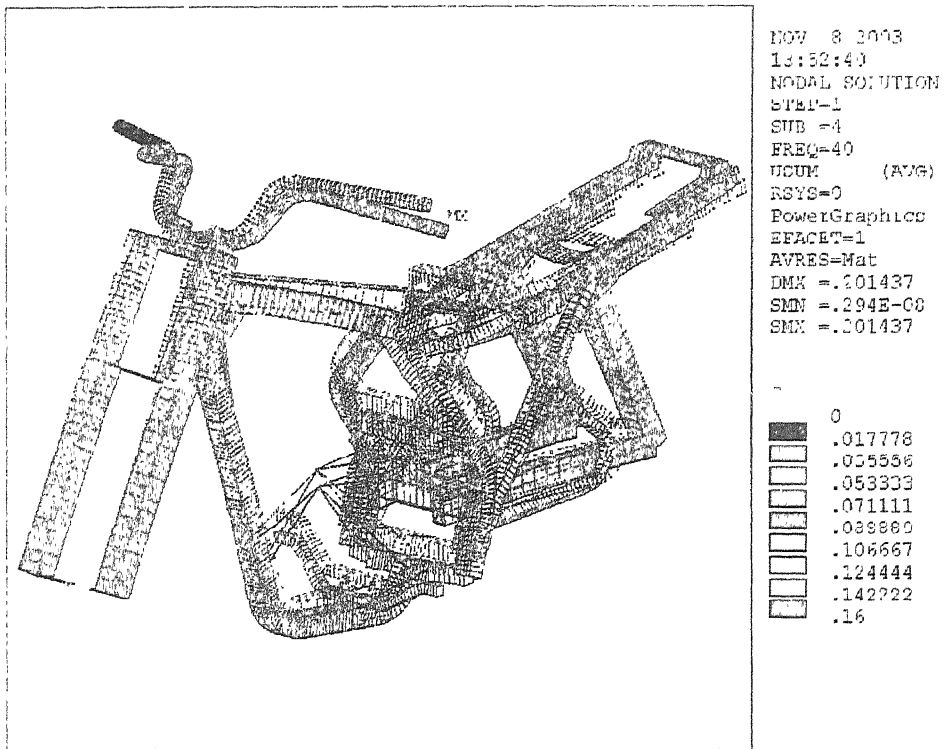 MX
NOV 8 2003
13:52:40
NODAL SOLUTION
STEP=1
SUB =4
FREQ=40
USUM (AVG)
RSYS=0
PowerGraphics
EFACET=1
AVRES=Mat
DMX =.201437
SMN =.294E-08
SMX =.201437
0
.017778
.035556
.053333
.071111
.088889
.106667
.124444
.142222
.16